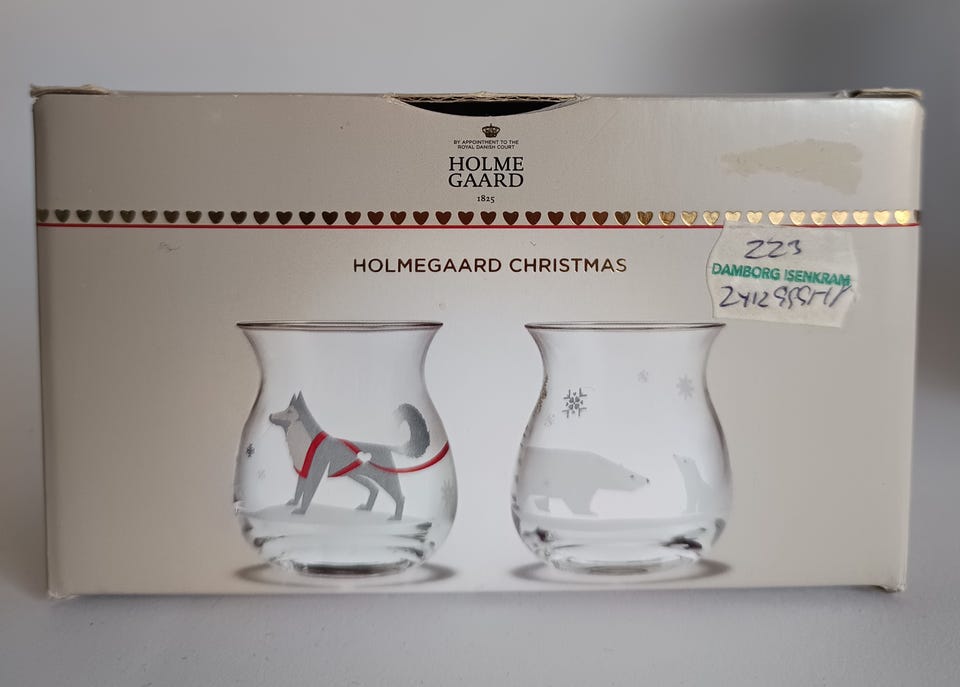 BY APPOINTMENT TO THE
ROYAL DANISH COURT
HOLME
GAARD
1825
HOLMEGAARD CHRISTMAS
223
DAMBORG ISENKRAM